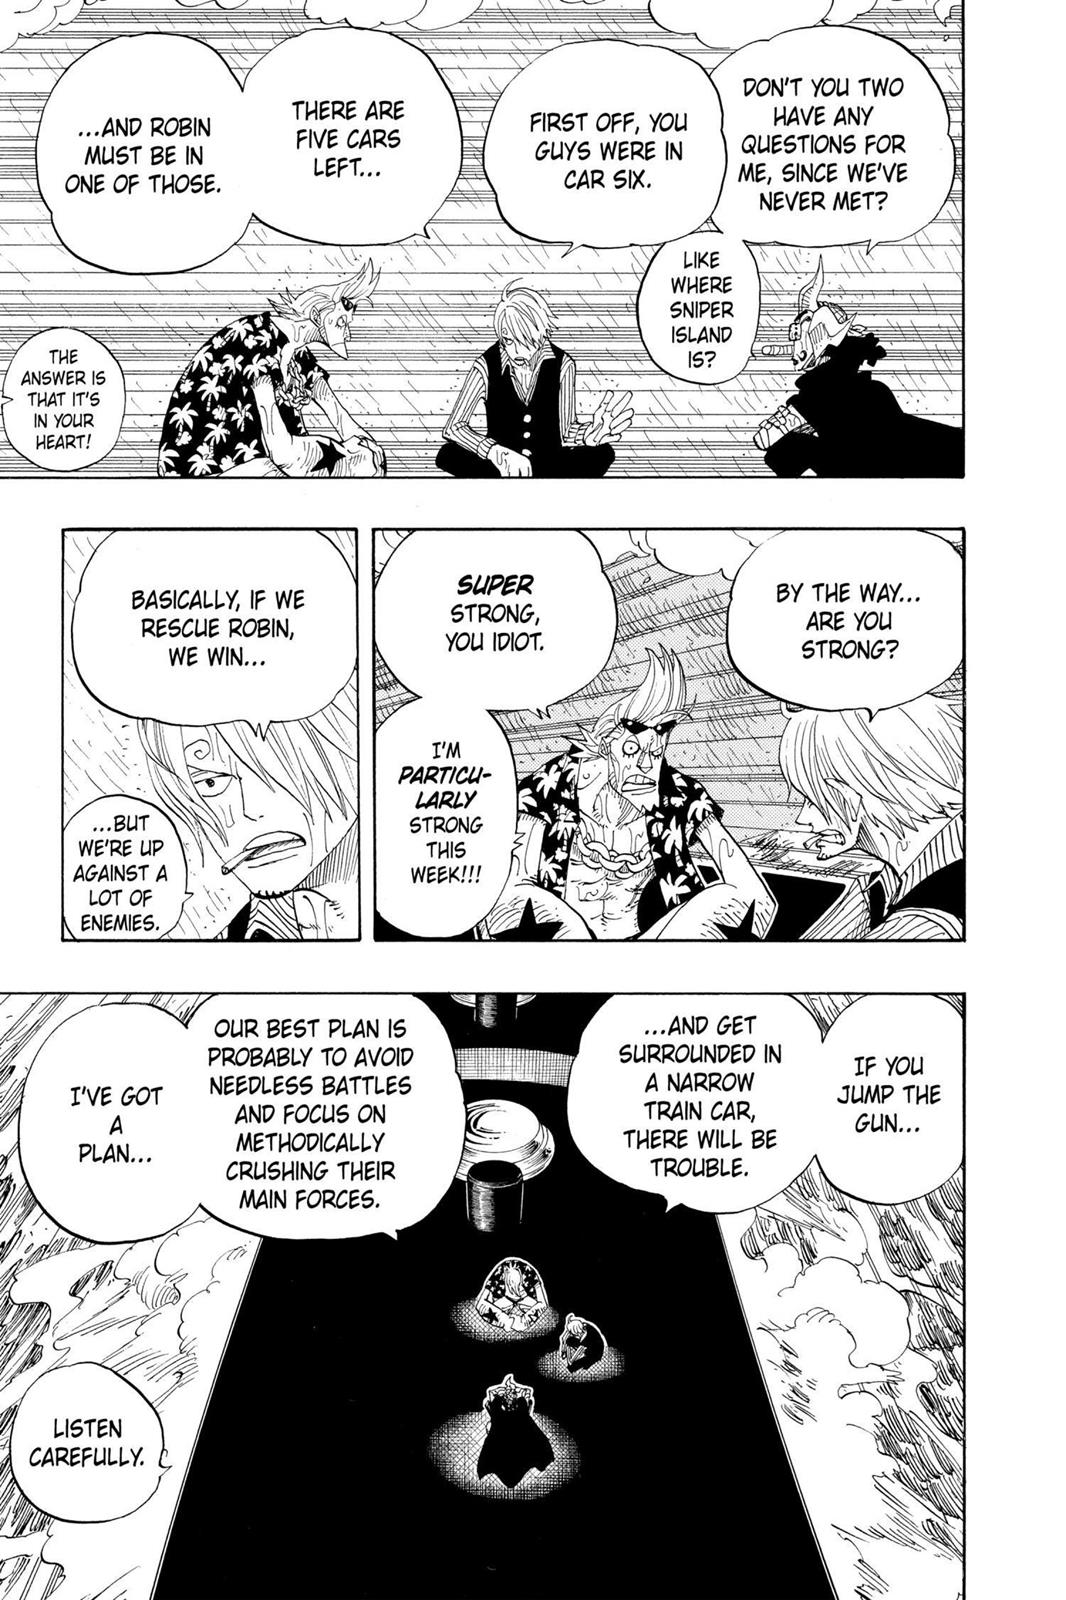 DON'T YOU TWO
HAVE ANY
QUESTIONS FOR
ME, SINCE WE'VE
NEVER MET?
LIKE
WHERE
SNIPER
ISLAND
IS?
FIRST OFF, YOU
GUYS WERE IN
CAR SIX.
THERE ARE
FIVE CARS
LEFT...
...AND ROBIN
MUST BE IN
ONE OF THOSE.
THE
ANSWER IS
THAT IT'S
IN YOUR
HEART!
BY THE WAY...
ARE YOU
STRONG?
SUPER
STRONG,
YOU IDIOT.
I'M
PARTICU-
LARLY
STRONG
THIS
WEEK!!!
BASICALLY, IF WE
RESCUE ROBIN,
WE WIN...
...BUT
WE'RE UP
AGAINST A
LOT OF
ENEMIES.
IF YOU
JUMP THE
GUN...
...AND GET
SURROUNDED IN
A NARROW
TRAIN CAR,
THERE WILL BE
TROUBLE.
OUR BEST PLAN IS
PROBABLY TO AVOID
NEEDLESS BATTLES
AND FOCUS ON
METHODICALLY
CRUSHING THEIR
MAIN FORCES.
I'VE GOT
A
PLAN...
LISTEN
CAREFULLY.